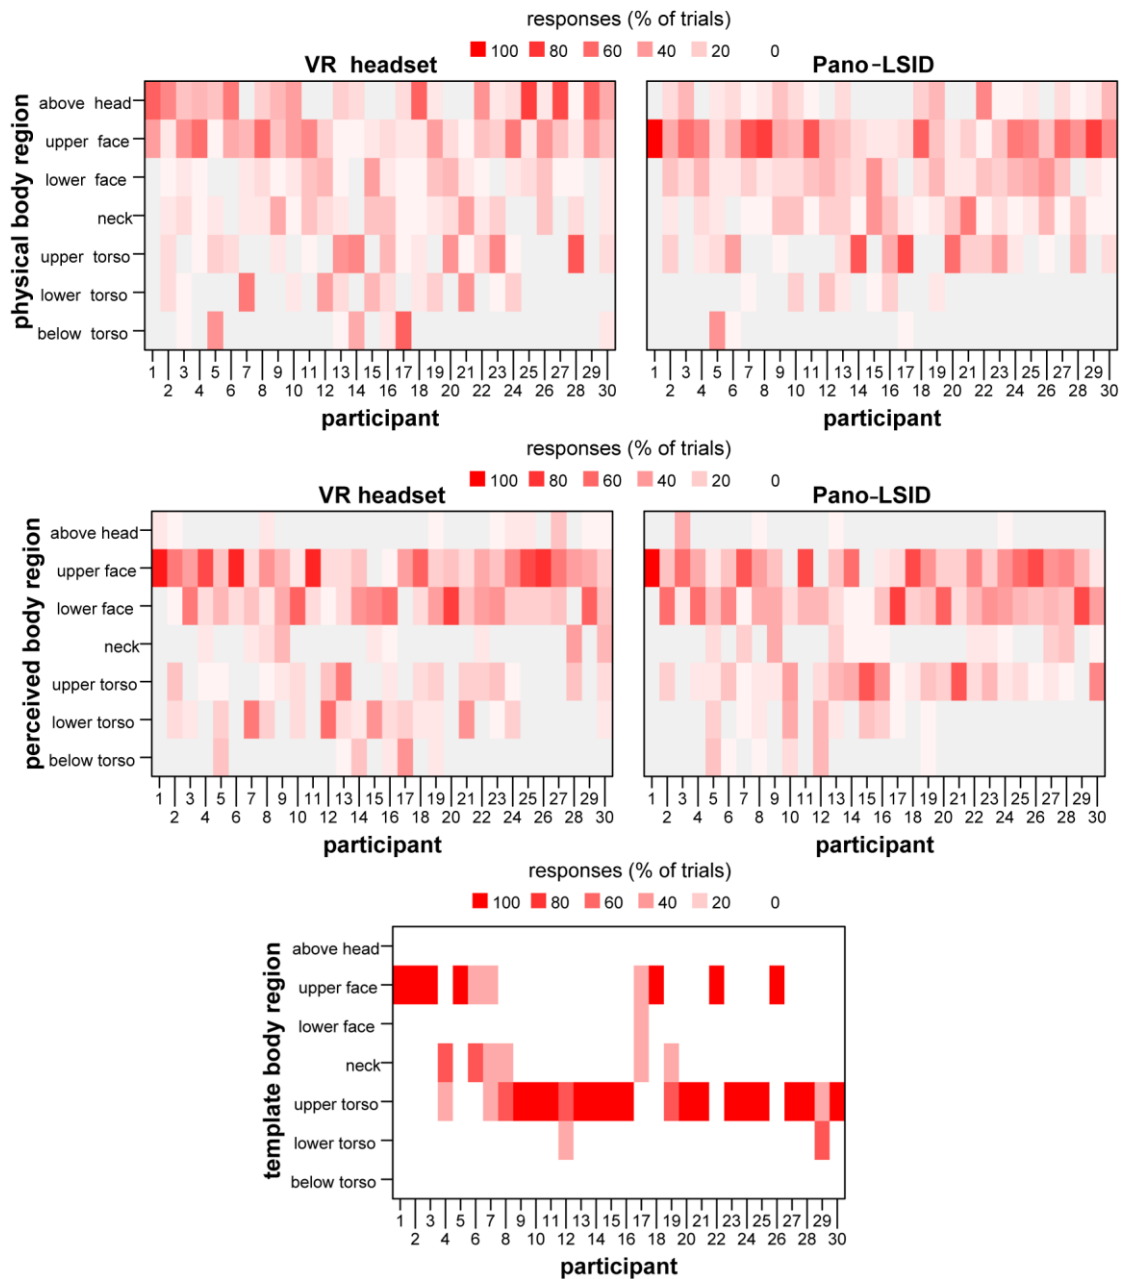 responses (% of trials)
100 80 60 40 20 0
VR headset Pano-LSID
physical body region
above head
upper face
lower face
neck
upper torso
lower torso
below torso
1 3 5 7 9 11 13 15 17 19 21 23 25 27 29 1 3 5 7 9 11 13 15 17 19 21 23 25 27 29
2 4 6 8 10 12 14 16 18 20 22 24 26 28 30 2 4 6 8 10 12 14 16 18 20 22 24 26 28 30
participant participant
responses (% of trials)
100 80 60 40 20 0
VR headset Pano-LSID
perceived body region
above head
upper face
lower face
neck
upper torso
lower torso
below torso
1 3 5 7 9 11 13 15 17 19 21 23 25 27 29 1 3 5 7 9 11 13 15 17 19 21 23 25 27 29
2 4 6 8 10 12 14 16 18 20 22 24 26 28 30 2 4 6 8 10 12 14 16 18 20 22 24 26 28 30
participant participant
responses (% of trials)
100 80 60 40 20 0
template body region
above head
upper face
lower face
neck
upper torso
lower torso
below torso
1 3 5 7 9 11 13 15 17 19 21 23 25 27 29
2 4 6 8 10 12 14 16 18 20 22 24 26 28 30
participant